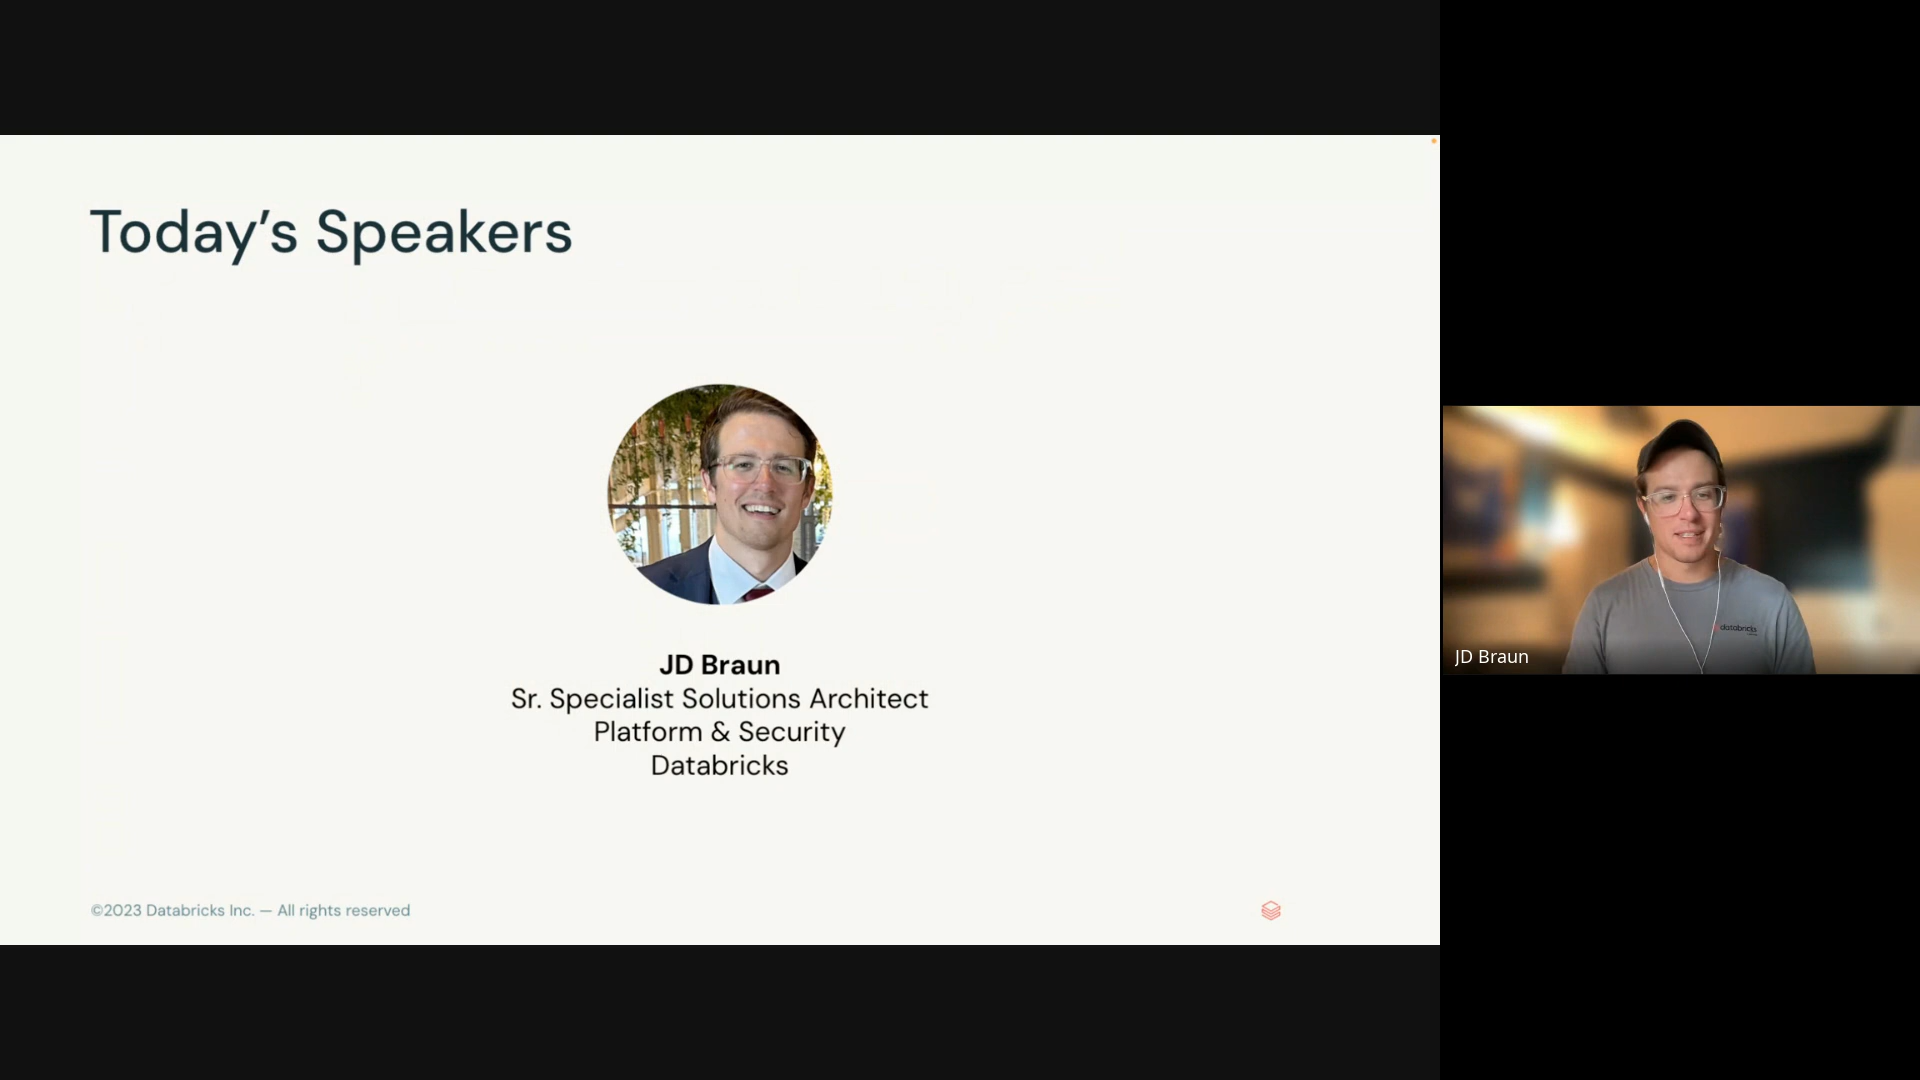 Today’s Speakers
JD Braun
Sr. Specialist Solutions Architect
Platform & Security
Databricks
©2023 Databricks Inc. — All rights reserved
databricks
JD Braun